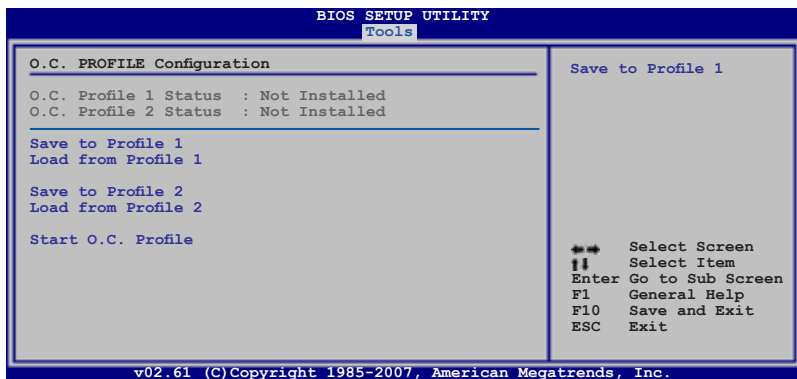 BIOS SETUP UTILITY
Tools
O.C. PROFILE Configuration
O.C. Profile 1 Status : Not Installed
O.C. Profile 2 Status : Not Installed
Save to Profile 1
Load from Profile 1
Save to Profile 2
Load from Profile 2
Start O.C. Profile
Save to Profile 1
←→ Select Screen
↑↓ Select Item
Enter Go to Sub Screen
F1 General Help
F10 Save and Exit
ESC Exit
v02.61 (C)Copyright 1985-2007, American Megatrends, Inc.